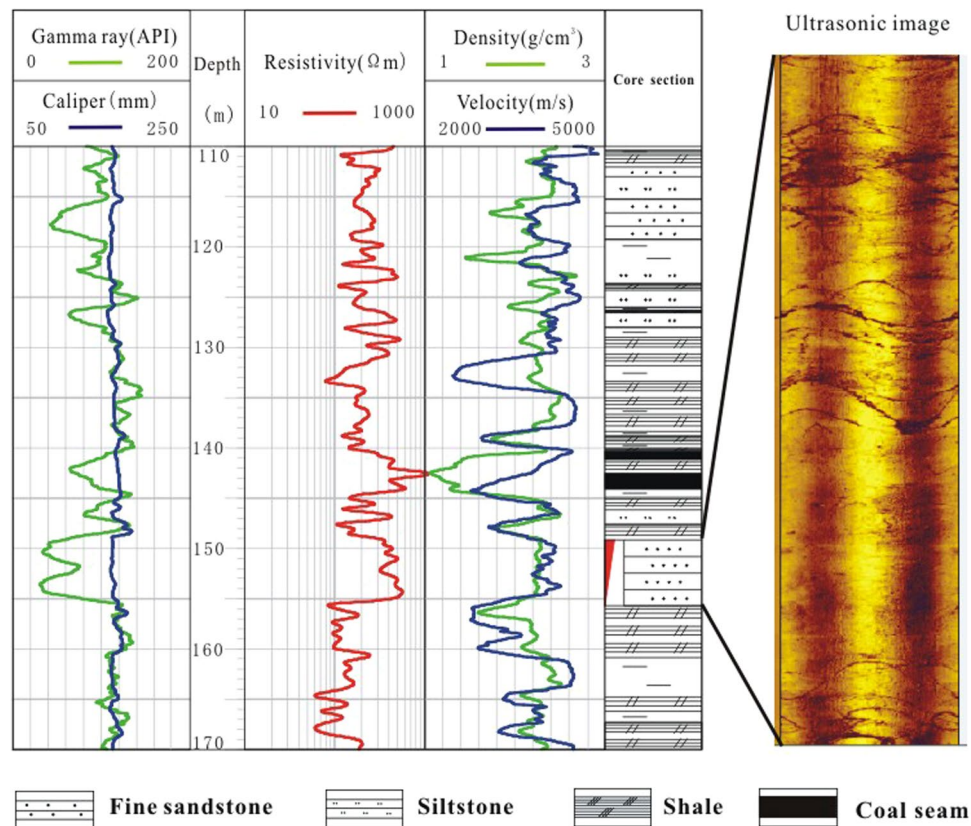 Gamma ray(API)
0 200
Caliper (mm)
50 250
Depth
(m)
Resistivity(Ωm)
10 1000
Density(g/cm³)
1 3
Velocity(m/s)
2000 5000
Core section
Ultrasonic image
110
120
130
140
150
160
170
Fine sandstone
Siltstone
Shale
Coal seam